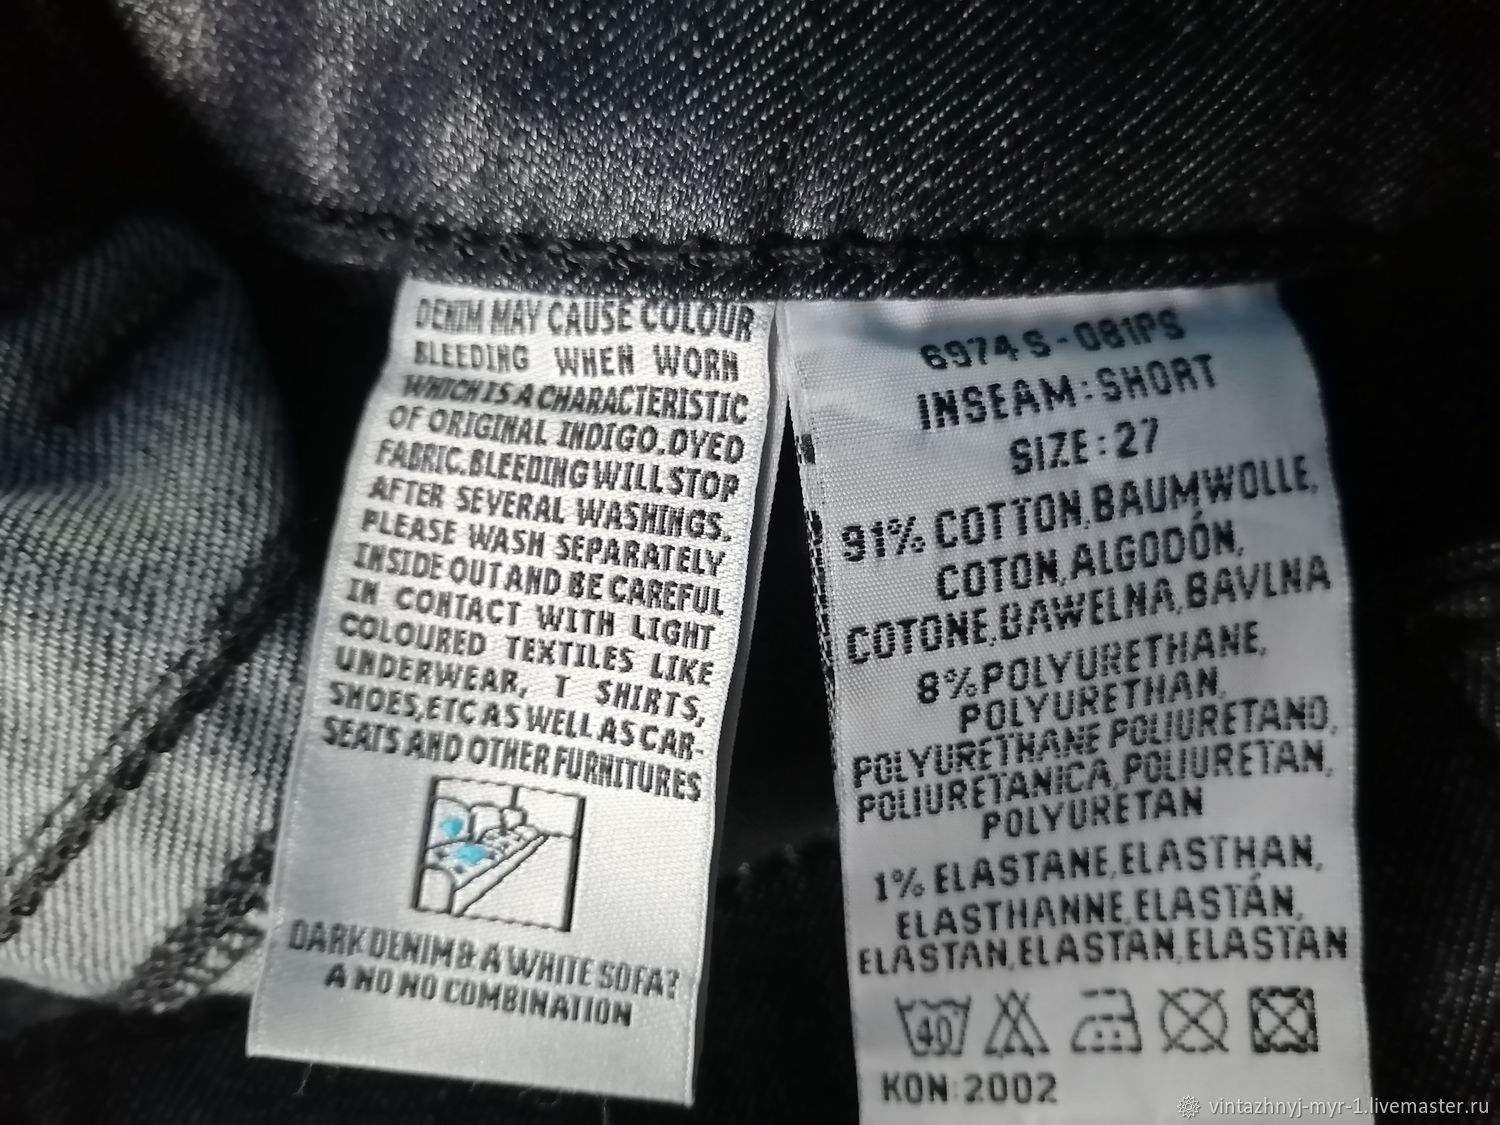 DENIM MAY CAUSE COLOUR
BLEEDING WHEN WORN
WHICH IS A CHARACTERISTIC
OF ORIGINAL INDIGO.DYED
FABRIC.BLEEDING WILL STOP
AFTER SEVERAL WASHINGS.
PLEASE WASH SEPARATELY
INSIDE OUT AND BE CAREFUL
IN CONTACT WITH LIGHT
COLOURED TEXTILES LIKE
UNDERWEAR, T SHIRTS,
SHOES,ETC AS WELL AS CAR-
SEATS AND OTHER FURNITURES
DARK DENIM & A WHITE SOFA?
A NO NO COMBINATION
6974 S-081PS
INSEAM:SHORT
SIZE:27
91% COTTON,BAUMWOLLE,
COTON,ALGODÓN,
COTONE,BAWELNA,BAVLNA
8%POLYURETHANE,
POLYURETHAN,
POLYURETHANE POLIURETANO,
POLIURETANICA,POLIURETAN,
POLYURETAN
1% ELASTANE,ELASTHAN,
ELASTHANNE,ELASTÁN,
ELASTAN,ELASTAN,ELASTAN
40
KON:2002
vintazhnyj-myr-1.livemaster.ru